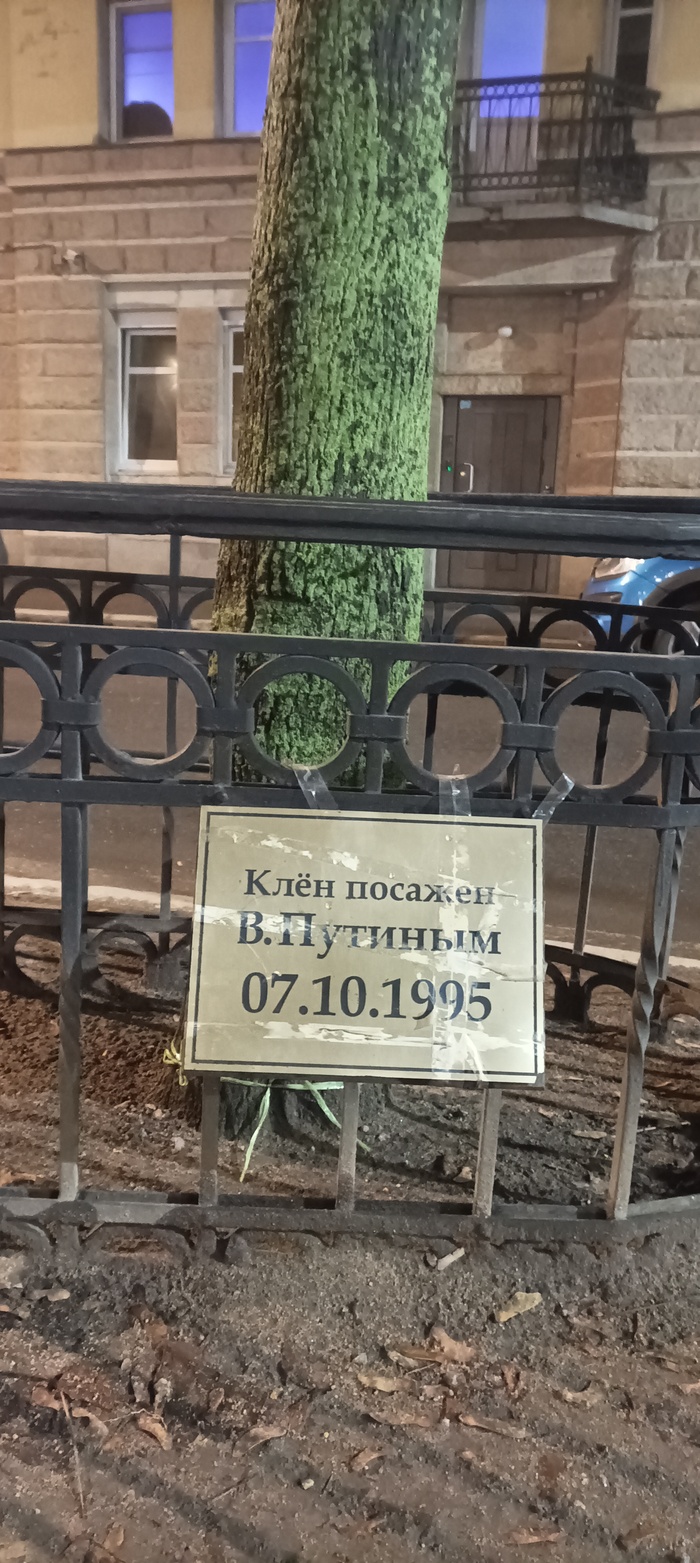 Клён посажен
В.Путиным
07.10.1995